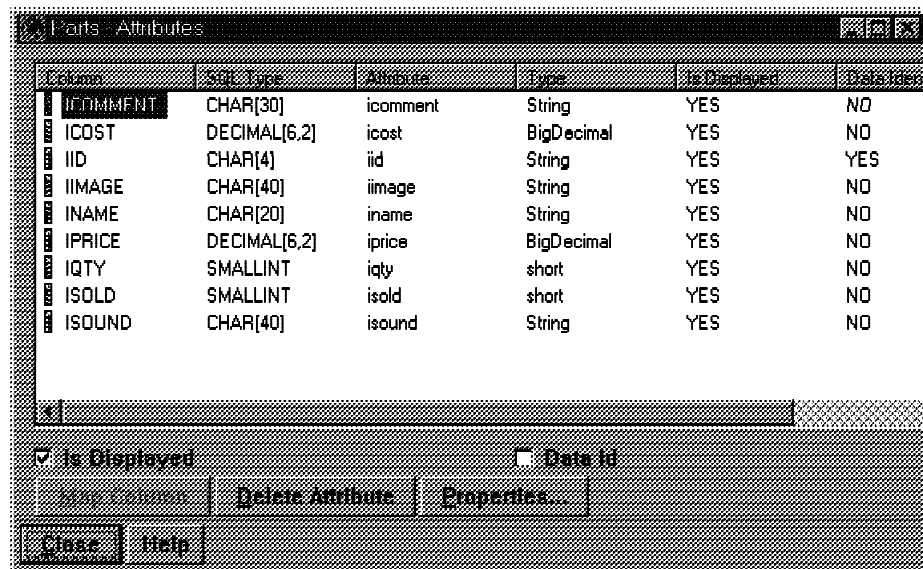 Parts - Attributes
Column SQL Type Attribute Type Is Displayed Data Iden
ICOMMENT CHAR[30] icomment String YES NO
ICOST DECIMAL[6,2] icost BigDecimal YES NO
IID CHAR[4] iid String YES YES
IIMAGE CHAR[40] iimage String YES NO
INAME CHAR[20] iname String YES NO
IPRICE DECIMAL[6,2] iprice BigDecimal YES NO
IQTY SMALLINT iqty short YES NO
ISOLD SMALLINT isold short YES NO
ISOUND CHAR[40] isound String YES NO
Is Displayed Data Id
Map Column Delete Attribute Properties...
Close Help